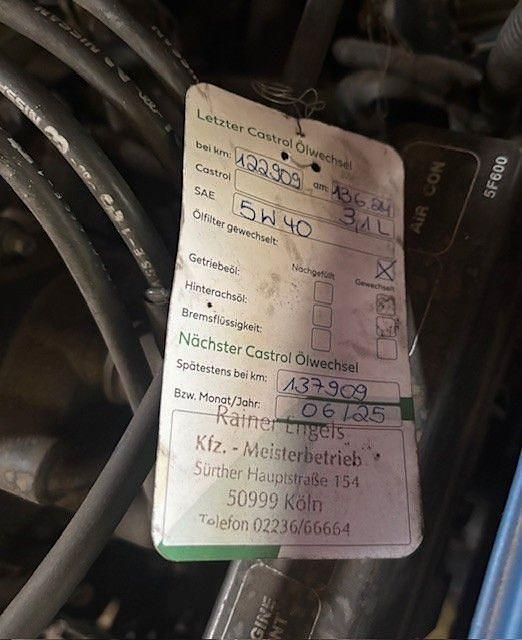 Letzter Castrol Ölwechsel
bei km: 122909 am: 13.6.24
Castrol 3,1 L
SAE 5W40
Ölfilter gewechselt:
Nachgefüllt Gewechselt
Getriebeöl:
Hinterachsöl:
Bremsflüssigkeit:
Nächster Castrol Ölwechsel
Spätestens bei km: 137909
Bzw. Monat/Jahr: 06/25
Rainer Engels
Kfz. - Meisterbetrieb
Sürther Hauptstraße 154
50999 Köln
Telefon 02236/66664
AIR CON
5F600
NISSAN